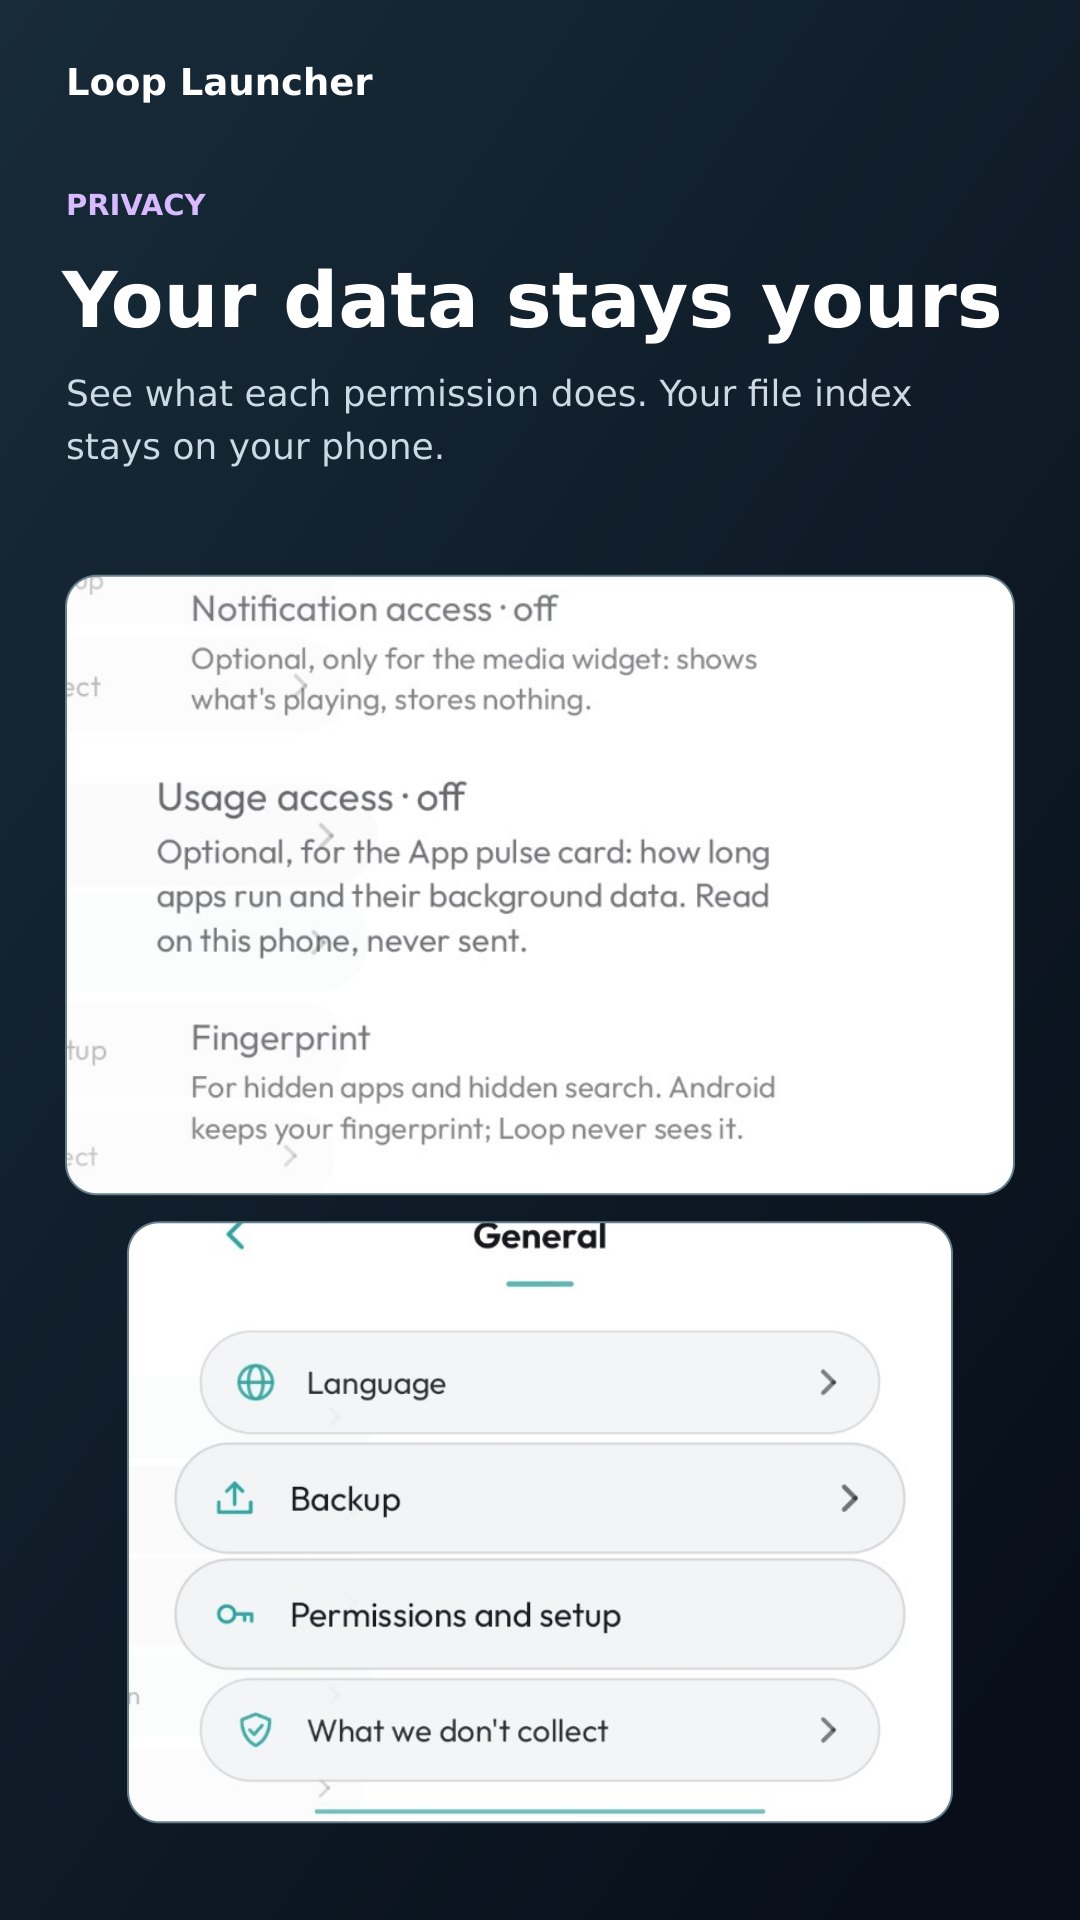 Loop Launcher
PRIVACY
Your data stays yours
See what each permission does. Your file index
stays on your phone.
Notification access · off
Optional, only for the media widget: shows
what's playing, stores nothing.
Usage access · off
Optional, for the App pulse card: how long
apps run and their background data. Read
on this phone, never sent.
Fingerprint
For hidden apps and hidden search. Android
keeps your fingerprint; Loop never sees it.
General
Language
Backup
Permissions and setup
What we don't collect